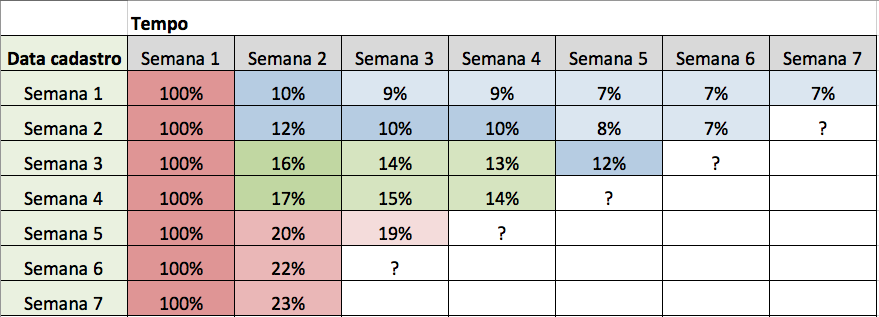 Tempo
Data cadastro Semana 1 Semana 2 Semana 3 Semana 4 Semana 5 Semana 6 Semana 7
Semana 1 100% 10% 9% 9% 7% 7% 7%
Semana 2 100% 12% 10% 10% 8% 7% ?
Semana 3 100% 16% 14% 13% 12% ?
Semana 4 100% 17% 15% 14% ?
Semana 5 100% 20% 19% ?
Semana 6 100% 22% ?
Semana 7 100% 23%